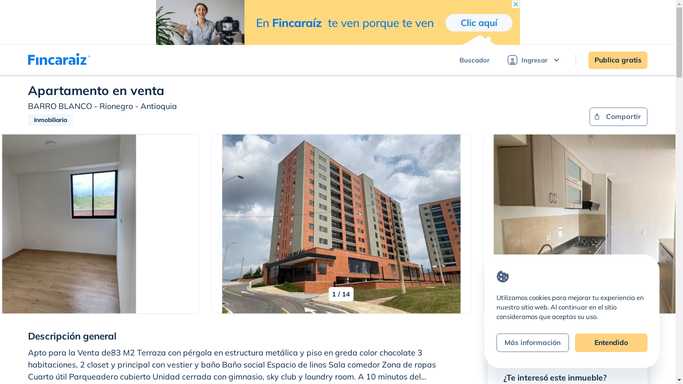 En Fincaraíz te ven porque te ven
Clic aquí
Fincaraiz
Buscador
Ingresar
Publica gratis
Apartamento en venta
BARRO BLANCO - Rionegro - Antioquia
Inmobiliaria
Compartir
1 / 14
Descripción general
Apto para la Venta de83 M2 Terraza con pérgola en estructura metálica y piso en greda color chocolate 3
habitaciones, 2 closet y principal con vestier y baño Baño social Espacio de linos Sala comedor Zona de ropas
Cuarto útil Parqueadero cubierto Unidad cerrada con gimnasio, sky club y laundry room. A 10 minutos del...
Utilizamos cookies para mejorar tu experiencia en
nuestro sitio web. Al continuar en el sitio
consideramos que aceptas su uso.
Más información
Entendido
¿Te interesó este inmueble?